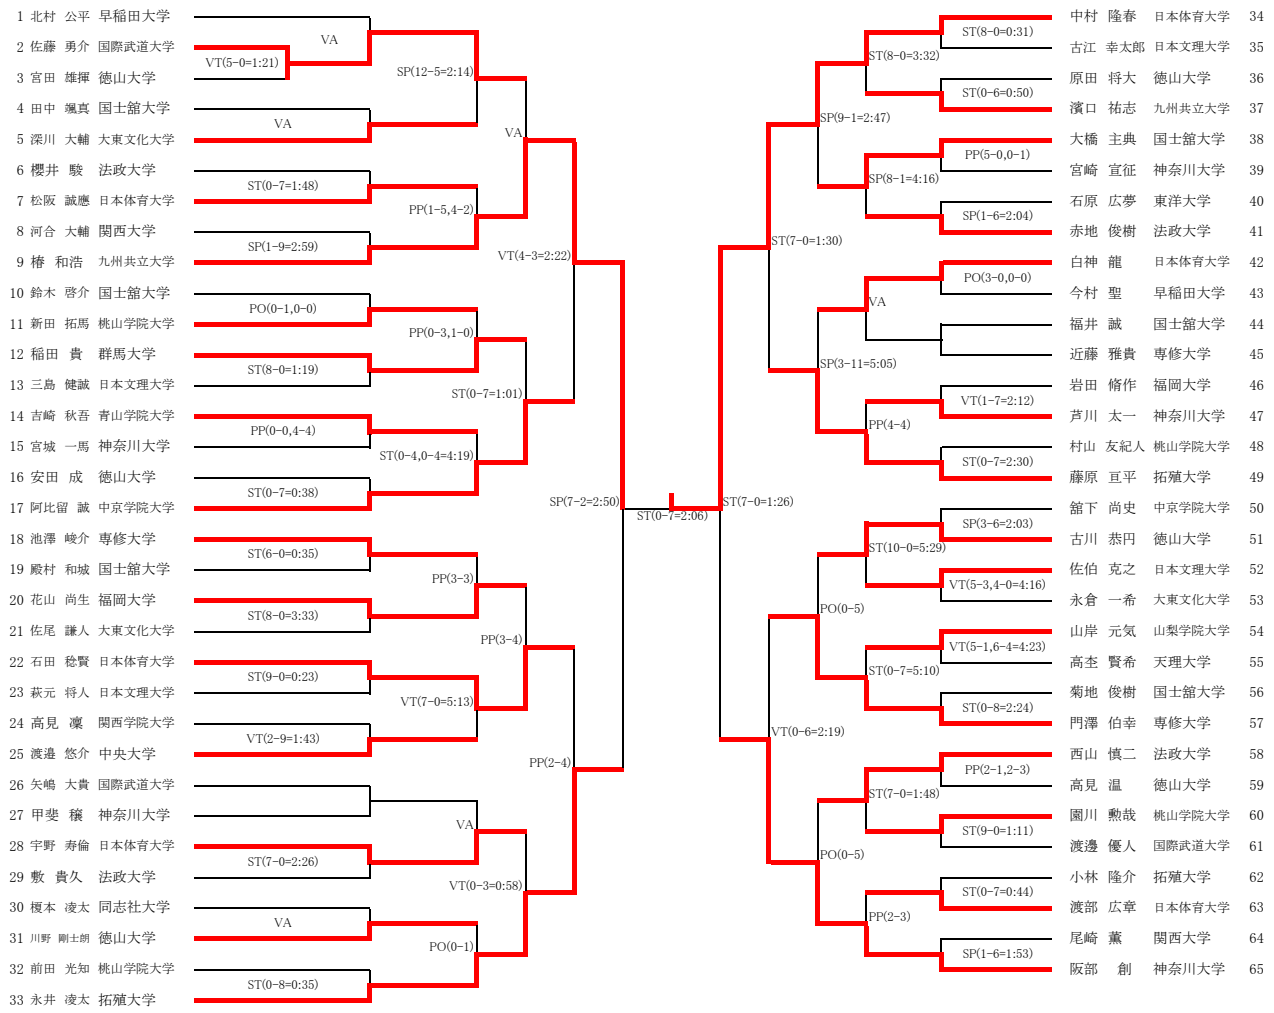 1 北村 公平 早稲田大学
2 佐藤 勇介 国際武道大学
3 宮田 雄揮 徳山大学
4 田中 颯真 国士舘大学
5 深川 大輔 大東文化大学
6 櫻井 駿 法政大学
7 松阪 誠應 日本体育大学
8 河合 大輔 関西大学
9 椿 和浩 九州共立大学
10 鈴木 啓介 国士舘大学
11 新田 拓馬 桃山学院大学
12 稲田 貴 群馬大学
13 三島 健誠 日本文理大学
14 吉崎 秋吾 青山学院大学
15 宮城 一馬 神奈川大学
16 安田 成 徳山大学
17 阿比留 誠 中京学院大学
18 池澤 峻介 専修大学
19 殿村 和城 国士舘大学
20 花山 尚生 福岡大学
21 佐尾 謙人 大東文化大学
22 石田 稔賢 日本体育大学
23 萩元 将人 日本文理大学
24 高見 凜 関西学院大学
25 渡邉 悠介 中央大学
26 矢嶋 大貴 国際武道大学
27 甲斐 穣 神奈川大学
28 宇野 寿倫 日本体育大学
29 敷 貴久 法政大学
30 榎本 凌太 同志社大学
31 川野 剛士朗 徳山大学
32 前田 光知 桃山学院大学
33 永井 凌太 拓殖大学
VA
VT(5-0=1:21)
VA
ST(0-7=1:48)
SP(1-9=2:59)
PO(0-1,0-0)
ST(8-0=1:19)
PP(0-0,4-4)
ST(0-7=0:38)
ST(6-0=0:35)
ST(8-0=3:33)
ST(9-0=0:23)
VT(2-9=1:43)
ST(7-0=2:26)
VA
ST(0-8=0:35)
SP(12-5=2:14)
PP(1-5,4-2)
PP(0-3,1-0)
ST(0-4,0-4=4:19)
PP(3-3)
VT(7-0=5:13)
VA
PO(0-1)
VA
ST(0-7=1:01)
PP(3-4)
VT(0-3=0:58)
VT(4-3=2:22)
PP(2-4)
SP(7-2=2:50)
ST(0-7=2:06)
ST(7-0=1:26)
ST(7-0=1:30)
VT(0-6=2:19)
SP(9-1=2:47)
SP(3-11=5:05)
PO(0-5)
PO(0-5)
ST(8-0=3:32)
SP(8-1=4:16)
VA
PP(4-4)
ST(10-0=5:29)
ST(0-7=5:10)
ST(7-0=1:48)
PP(2-3)
ST(8-0=0:31)
ST(0-6=0:50)
PP(5-0,0-1)
SP(1-6=2:04)
PO(3-0,0-0)
VT(1-7=2:12)
ST(0-7=2:30)
SP(3-6=2:03)
VT(5-3,4-0=4:16)
VT(5-1,6-4=4:23)
ST(0-8=2:24)
PP(2-1,2-3)
ST(9-0=1:11)
ST(0-7=0:44)
SP(1-6=1:53)
中村 隆春 日本体育大学 34
古江 幸太郎 日本文理大学 35
原田 将大 徳山大学 36
濱口 祐志 九州共立大学 37
大橋 主典 国士舘大学 38
宮崎 宣征 神奈川大学 39
石原 広夢 東洋大学 40
赤地 俊樹 法政大学 41
白神 龍 日本体育大学 42
今村 聖 早稲田大学 43
福井 誠 国士舘大学 44
近藤 雅貴 専修大学 45
岩田 脩作 福岡大学 46
芦川 太一 神奈川大学 47
村山 友紀人 桃山学院大学 48
藤原 亘平 拓殖大学 49
舘下 尚史 中京学院大学 50
古川 恭円 徳山大学 51
佐伯 克之 日本文理大学 52
永倉 一希 大東文化大学 53
山岸 元気 山梨学院大学 54
高杢 賢希 天理大学 55
菊地 俊樹 国士舘大学 56
門澤 伯幸 専修大学 57
西山 慎二 法政大学 58
高見 温 徳山大学 59
園川 勲哉 桃山学院大学 60
渡邊 優人 国際武道大学 61
小林 隆介 拓殖大学 62
渡部 広章 日本体育大学 63
尾崎 薫 関西大学 64
阪部 創 神奈川大学 65